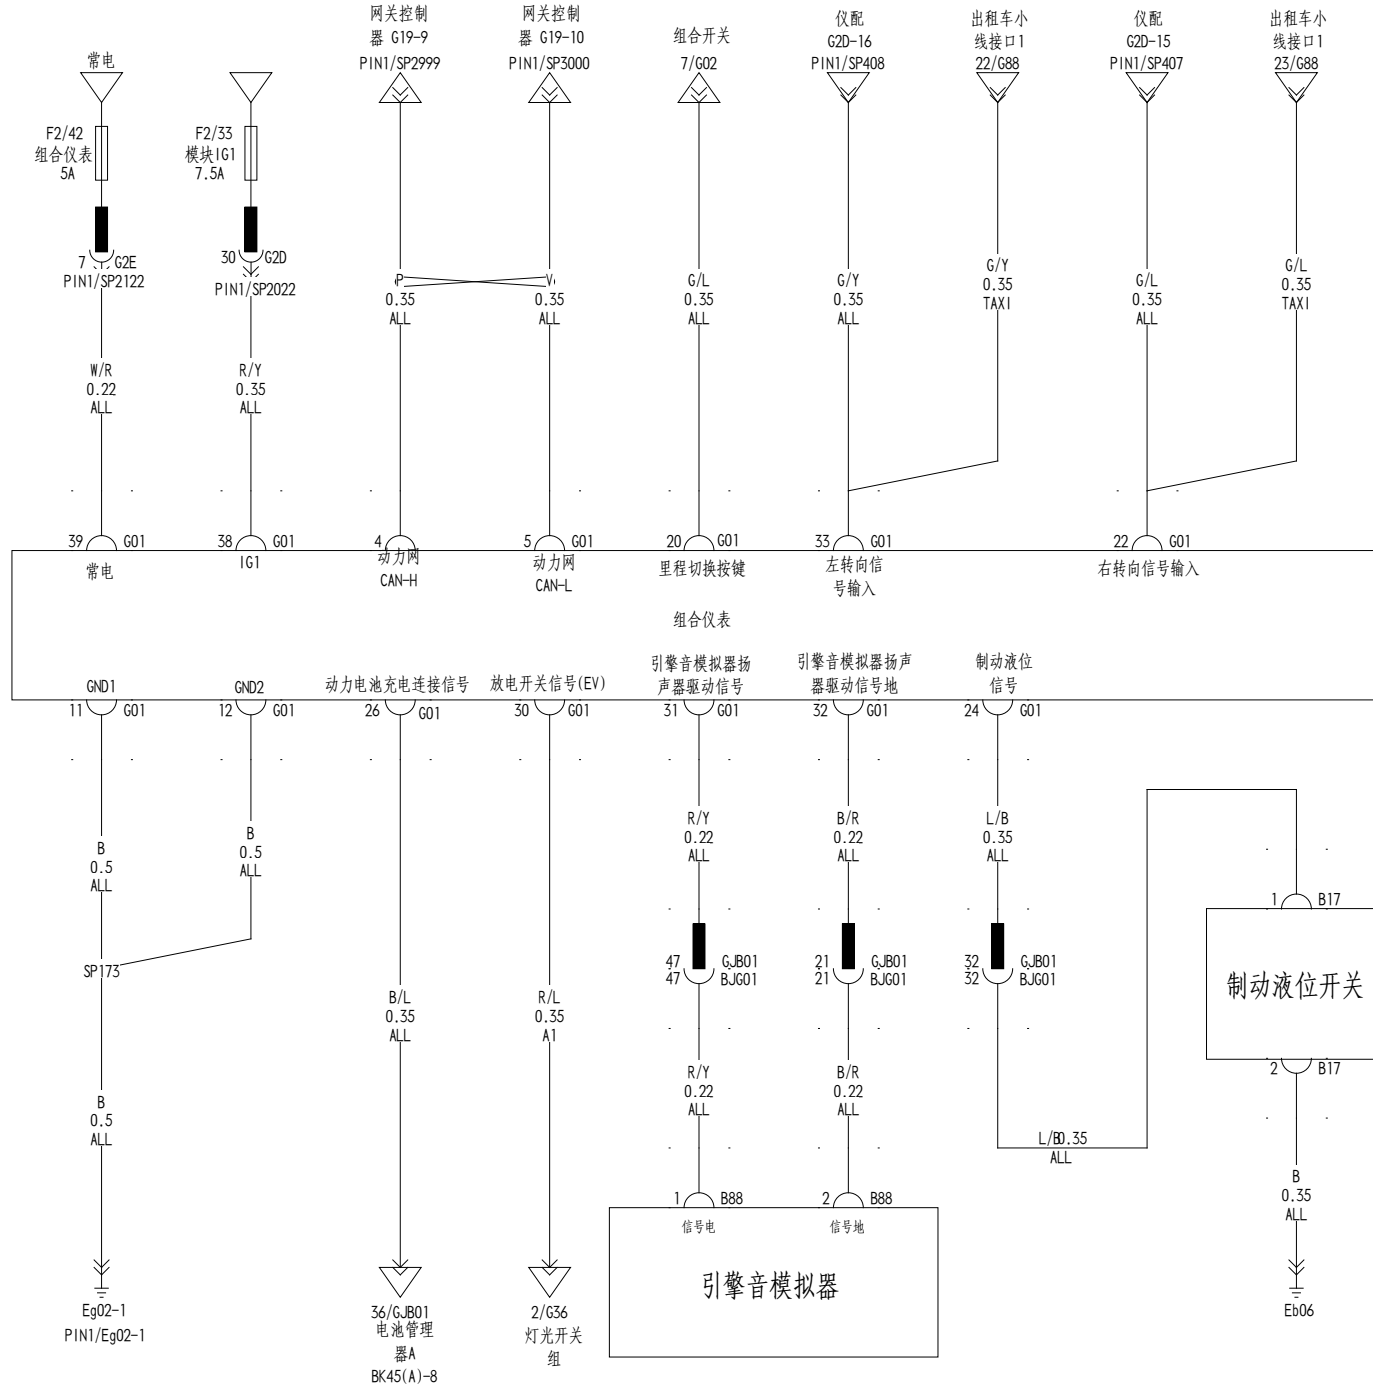 常电
网关控制
器 G19-9
PIN1/SP2999
网关控制
器 G19-10
PIN1/SP3000
组合开关
7/G02
仪配
G2D-16
PIN1/SP408
出租车小
线接口1
22/G88
仪配
G2D-15
PIN1/SP407
出租车小
线接口1
23/G88
F2/42
组合仪表
5A
F2/33
模块IG1
7.5A
7 G2E
PIN1/SP2122
30 G2D
PIN1/SP2022
P
0.35
ALL
V
0.35
ALL
G/L
0.35
ALL
G/Y
0.35
ALL
G/Y
0.35
TAXI
G/L
0.35
ALL
G/L
0.35
TAXI
W/R
0.22
ALL
R/Y
0.35
ALL
39 G01
常电
38 G01
IG1
4 G01
动力网
CAN-H
5 G01
动力网
CAN-L
20 G01
里程切换按键
33 G01
左转向信
号输入
22 G01
右转向信号输入
组合仪表
GND1
11 G01
GND2
12 G01
动力电池充电连接信号
26 G01
放电开关信号(EV)
30 G01
引擎音模拟器扬
声器驱动信号
31 G01
引擎音模拟器扬声
器驱动信号地
32 G01
制动液位
信号
24 G01
B
0.5
ALL
B
0.5
ALL
R/Y
0.22
ALL
B/R
0.22
ALL
L/B
0.35
ALL
SP173
47 GJB01
47 BJG01
21 GJB01
21 BJG01
32 GJB01
32 BJG01
1 B17
制动液位开关
2 B17
B/L
0.35
ALL
R/L
0.35
A1
B
0.5
ALL
R/Y
0.22
ALL
B/R
0.22
ALL
L/B0.35
ALL
B
0.35
ALL
1 B88
信号电
2 B88
信号地
引擎音模拟器
Eg02-1
PIN1/Eg02-1
36/GJB01
电池管理
器A
BK45(A)-8
2/G36
灯光开关
组
Eb06